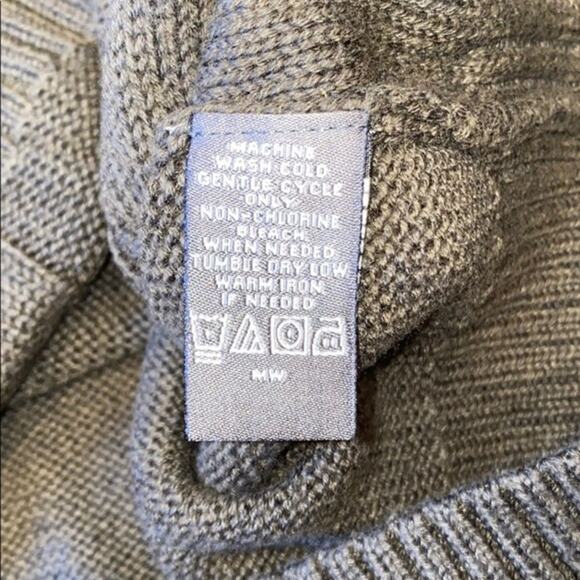 MACHINE
WASH COLD
GENTLE CYCLE
ONLY
NON-CHLORINE
BLEACH
WHEN NEEDED
TUMBLE DRY LOW
WARM IRON
IF NEEDED
MW